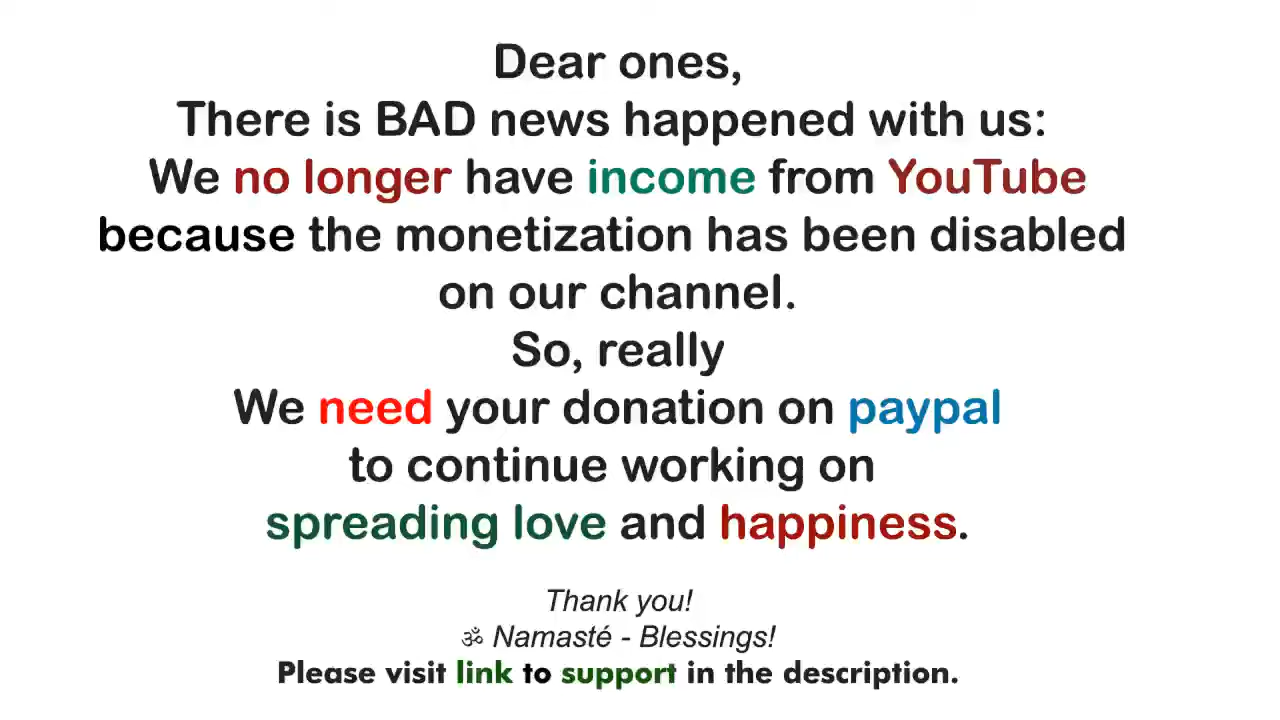 Dear ones,
There is BAD news happened with us:
We no longer have income from YouTube
because the monetization has been disabled
on our channel.
So, really
We need your donation on paypal
to continue working on
spreading love and happiness.
Thank you!
ॐ Namasté - Blessings!
Please visit link to support in the description.